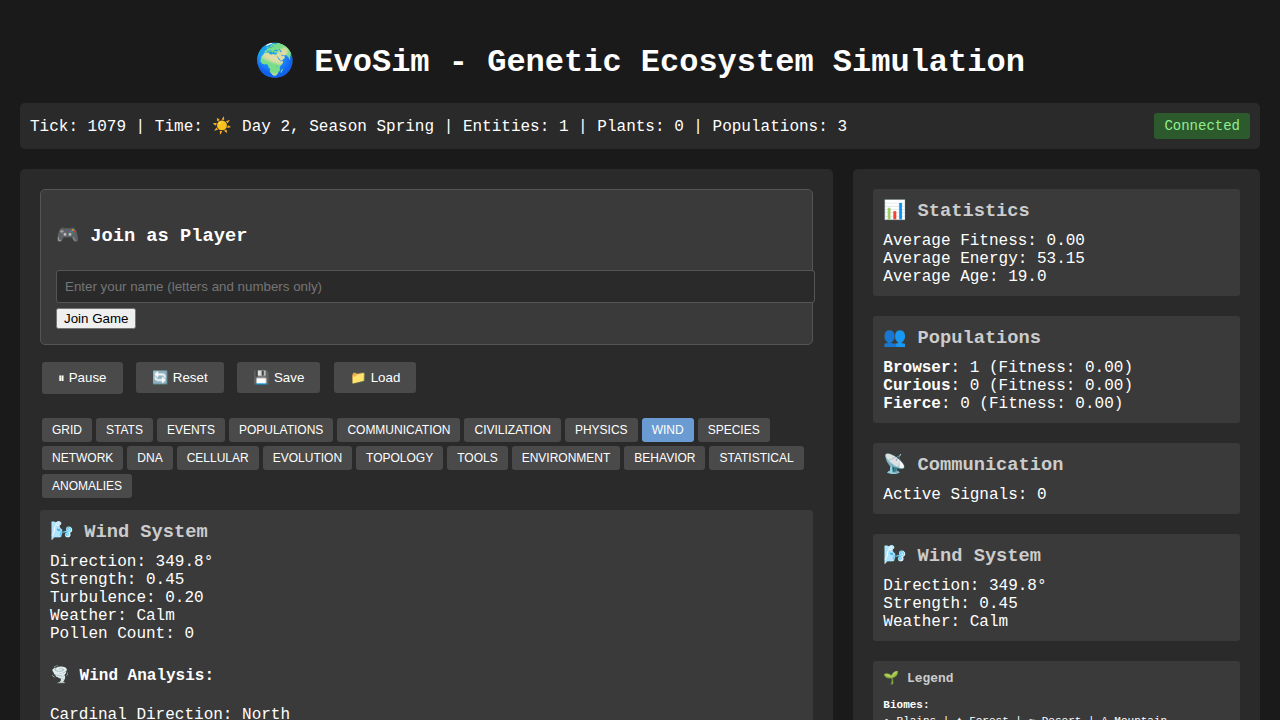 🌍 EvoSim - Genetic Ecosystem Simulation
Tick: 1079 | Time: ☀️ Day 2, Season Spring | Entities: 1 | Plants: 0 | Populations: 3
Connected
🎮 Join as Player
Enter your name (letters and numbers only)
Join Game
⏸ Pause
🔄 Reset
💾 Save
📁 Load
GRID STATS EVENTS POPULATIONS COMMUNICATION CIVILIZATION PHYSICS WIND SPECIES
NETWORK DNA CELLULAR EVOLUTION TOPOLOGY TOOLS ENVIRONMENT BEHAVIOR STATISTICAL
ANOMALIES
🌬️ Wind System
Direction: 349.8°
Strength: 0.45
Turbulence: 0.20
Weather: Calm
Pollen Count: 0
🌪️ Wind Analysis:
Cardinal Direction: North
📊 Statistics
Average Fitness: 0.00
Average Energy: 53.15
Average Age: 19.0
👥 Populations
Browser: 1 (Fitness: 0.00)
Curious: 0 (Fitness: 0.00)
Fierce: 0 (Fitness: 0.00)
📡 Communication
Active Signals: 0
🌬️ Wind System
Direction: 349.8°
Strength: 0.45
Weather: Calm
🌱 Legend
Biomes:
Plains | Forest | ~ Desert | ^ Mountain